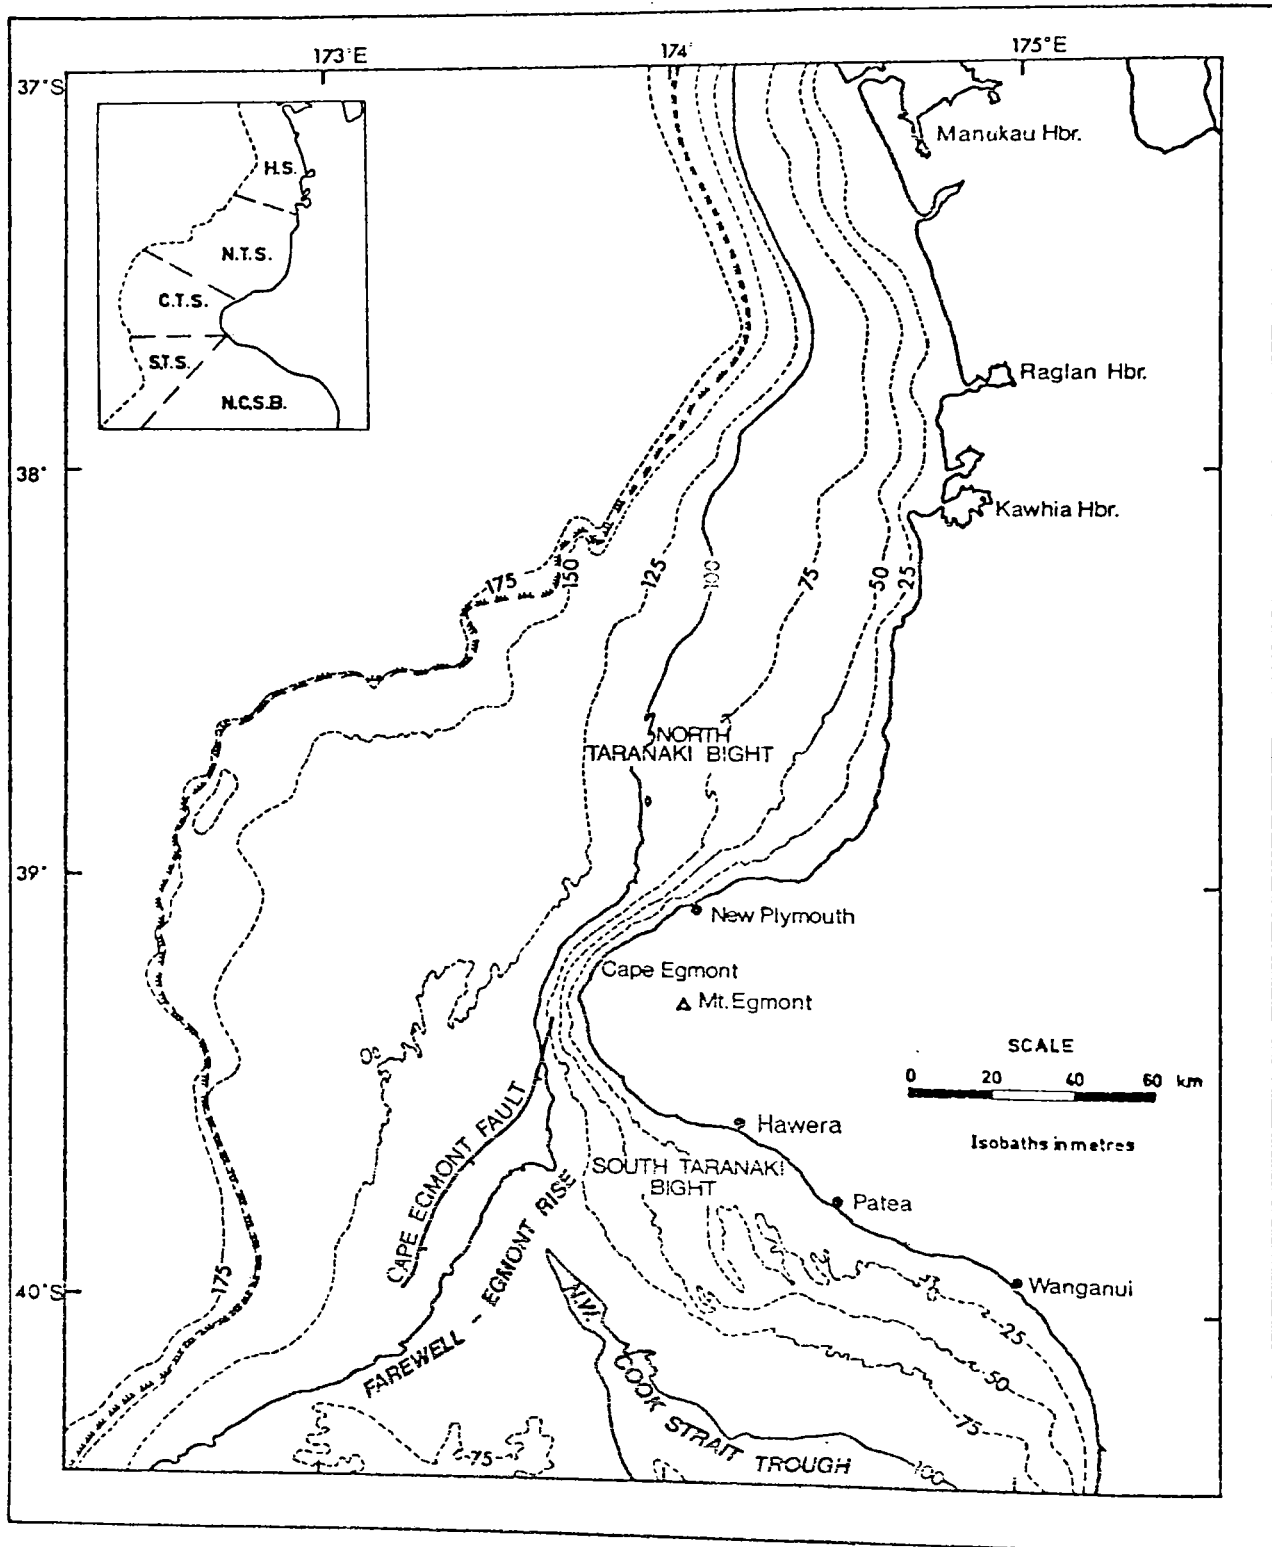 173°E
174°
175°E
37°S
Manukau Hbr.
H.S.
N.T.S.
C.T.S.
S.T.S.
N.C.S.B.
Raglan Hbr.
38°
Kawhia Hbr.
175
150
125
100
75
50
25
NORTH
TARANAKI BIGHT
39°
New Plymouth
Cape Egmont
Mt. Egmont
SCALE
0 20 40 60 km
Isobaths in metres
CAPE EGMONT FAULT
Hawera
SOUTH TARANAKI
BIGHT
Patea
FAREWELL - EGMONT RISE
175
40°S
Wanganui
N.W.
COOK STRAIT TROUGH
25
50
75
75
100